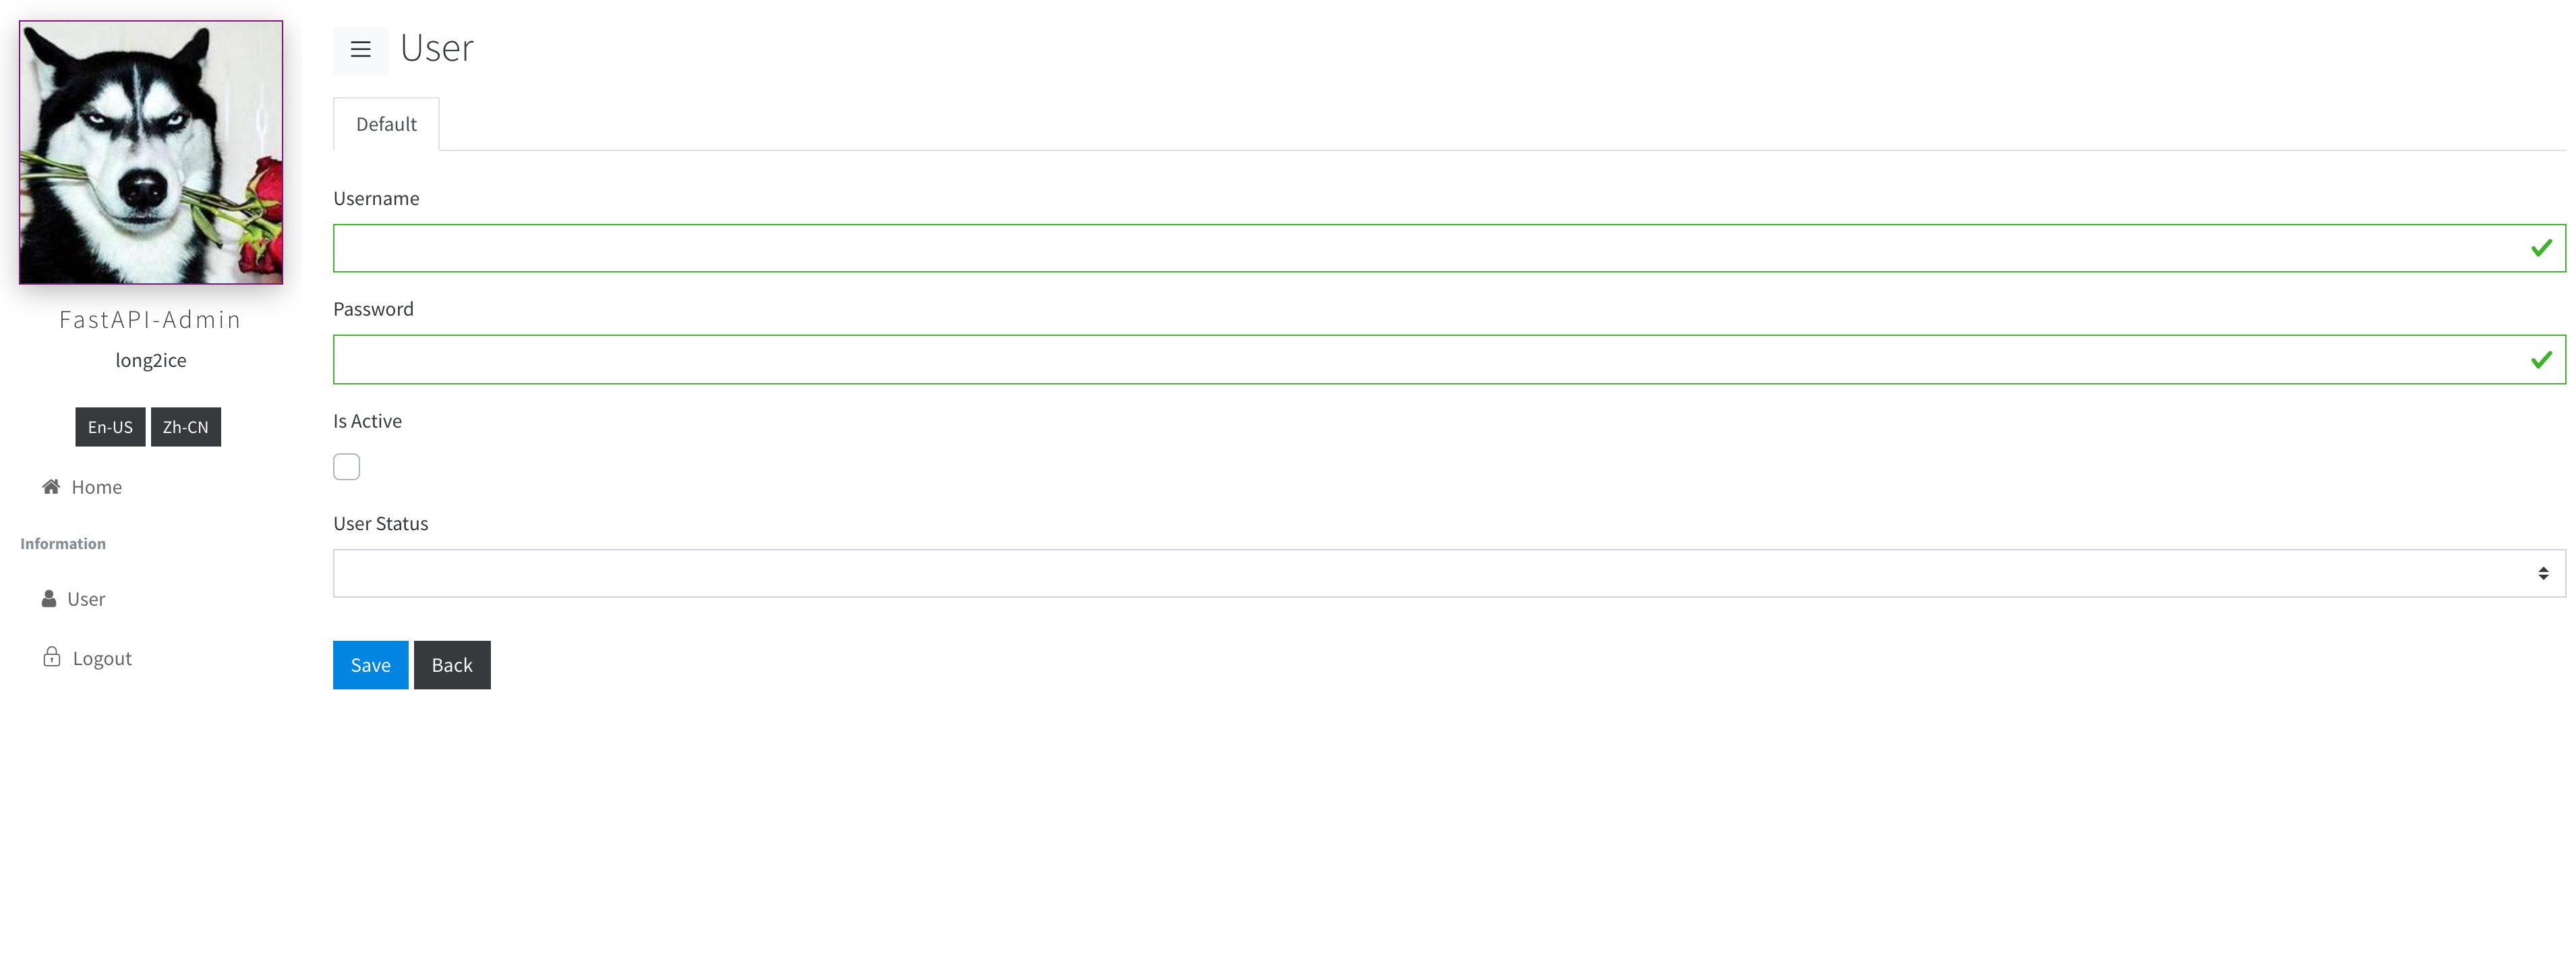 FastAPI-Admin
long2ice
En-US Zh-CN
Home
Information
User
Logout
User
Default
Username
Password
Is Active
User Status
Save Back